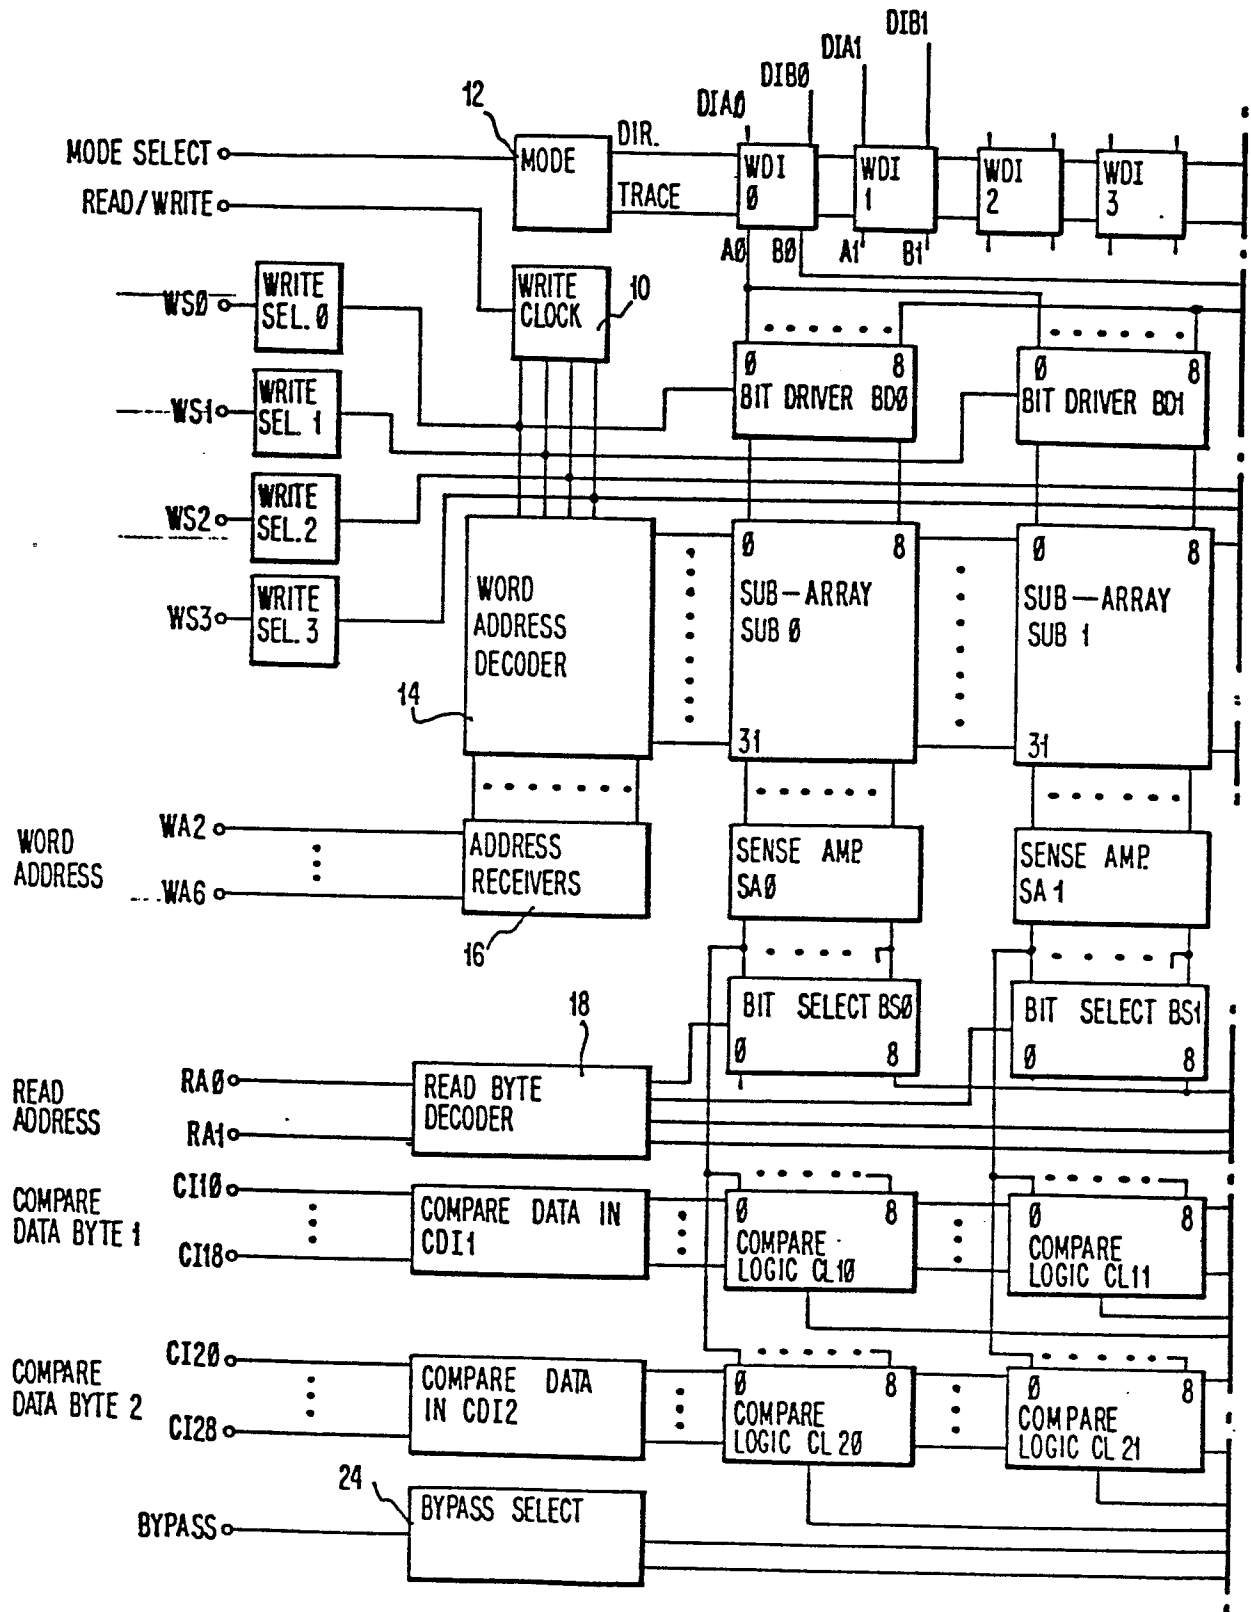 DIB1
DIA1
DIBØ
DIAØ
12
MODE SELECT
MODE
DIR.
TRACE
WDI
Ø
WDI
1
WDI
2
WDI
3
READ/WRITE
AØ
BØ
A1
B1
WSØ
WRITE
SEL. Ø
WRITE
CLOCK
10
Ø
8
BIT DRIVER BDØ
Ø
8
BIT DRIVER BD1
WS1
WRITE
SEL. 1
WS2
WRITE
SEL. 2
WS3
WRITE
SEL. 3
WORD
ADDRESS
DECODER
14
Ø
8
SUB-ARRAY
SUB Ø
31
Ø
8
SUB-ARRAY
SUB 1
31
WORD
ADDRESS
WA2
WA6
ADDRESS
RECEIVERS
16
SENSE AMP.
SAØ
SENSE AMP.
SA 1
BIT SELECT BSØ
Ø
8
BIT SELECT BS1
Ø
8
18
READ
ADDRESS
RAØ
RA1
READ BYTE
DECODER
COMPARE
DATA BYTE 1
CI1Ø
CI18
COMPARE DATA IN
CDI1
Ø
8
COMPARE
LOGIC CL1Ø
Ø
8
COMPARE
LOGIC CL11
COMPARE
DATA BYTE 2
CI2Ø
CI28
COMPARE DATA
IN CDI2
Ø
8
COMPARE
LOGIC CL 2Ø
Ø
8
COMPARE
LOGIC CL 21
24
BYPASS
BYPASS SELECT